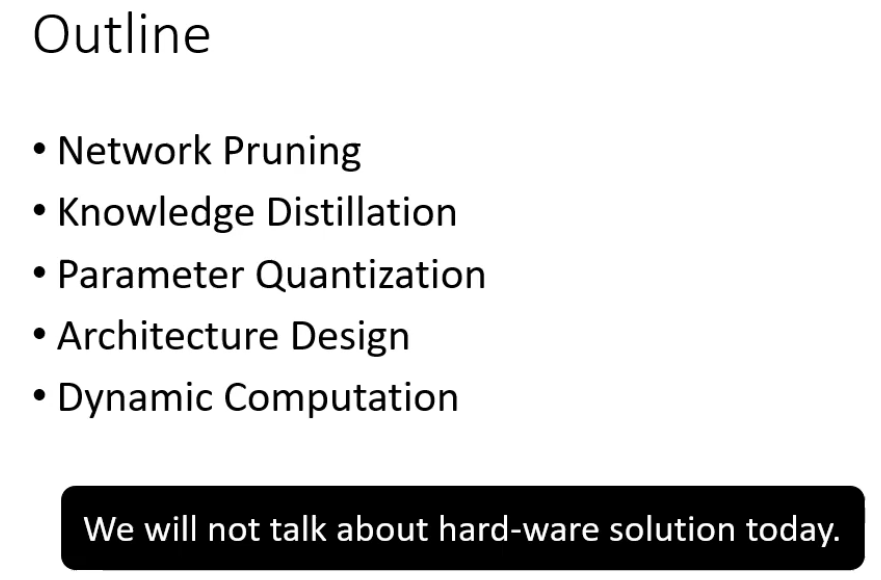 Outline
• Network Pruning
• Knowledge Distillation
• Parameter Quantization
• Architecture Design
• Dynamic Computation
We will not talk about hard-ware solution today.